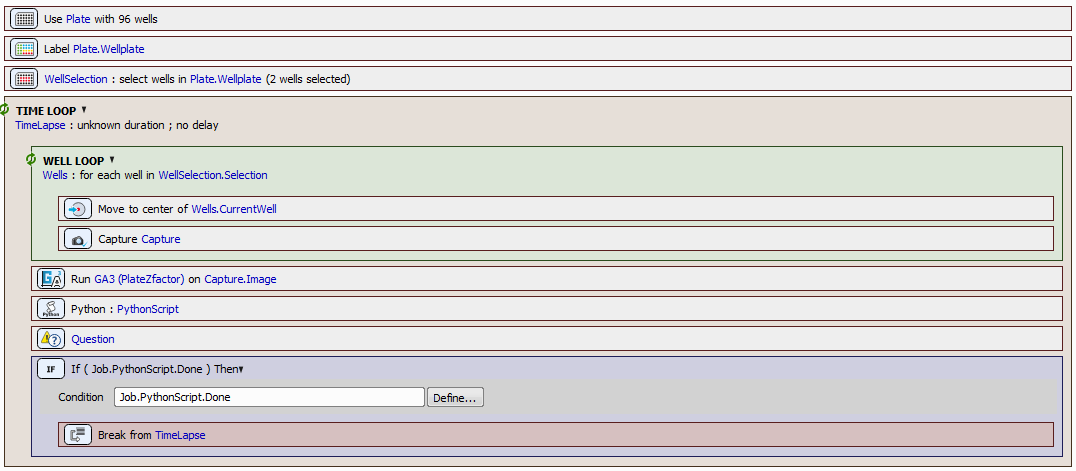 Use Plate with 96 wells
Label Plate.Wellplate
WellSelection : select wells in Plate.Wellplate (2 wells selected)
TIME LOOP
TimeLapse : unknown duration ; no delay
WELL LOOP
Wells : for each well in WellSelection.Selection
Move to center of Wells.CurrentWell
Capture Capture
GA3
Run GA3 (PlateZfactor) on Capture.Image
Python
Python : PythonScript
Question
IF
If ( Job.PythonScript.Done ) Then
Condition Job.PythonScript.Done Define...
Break from TimeLapse